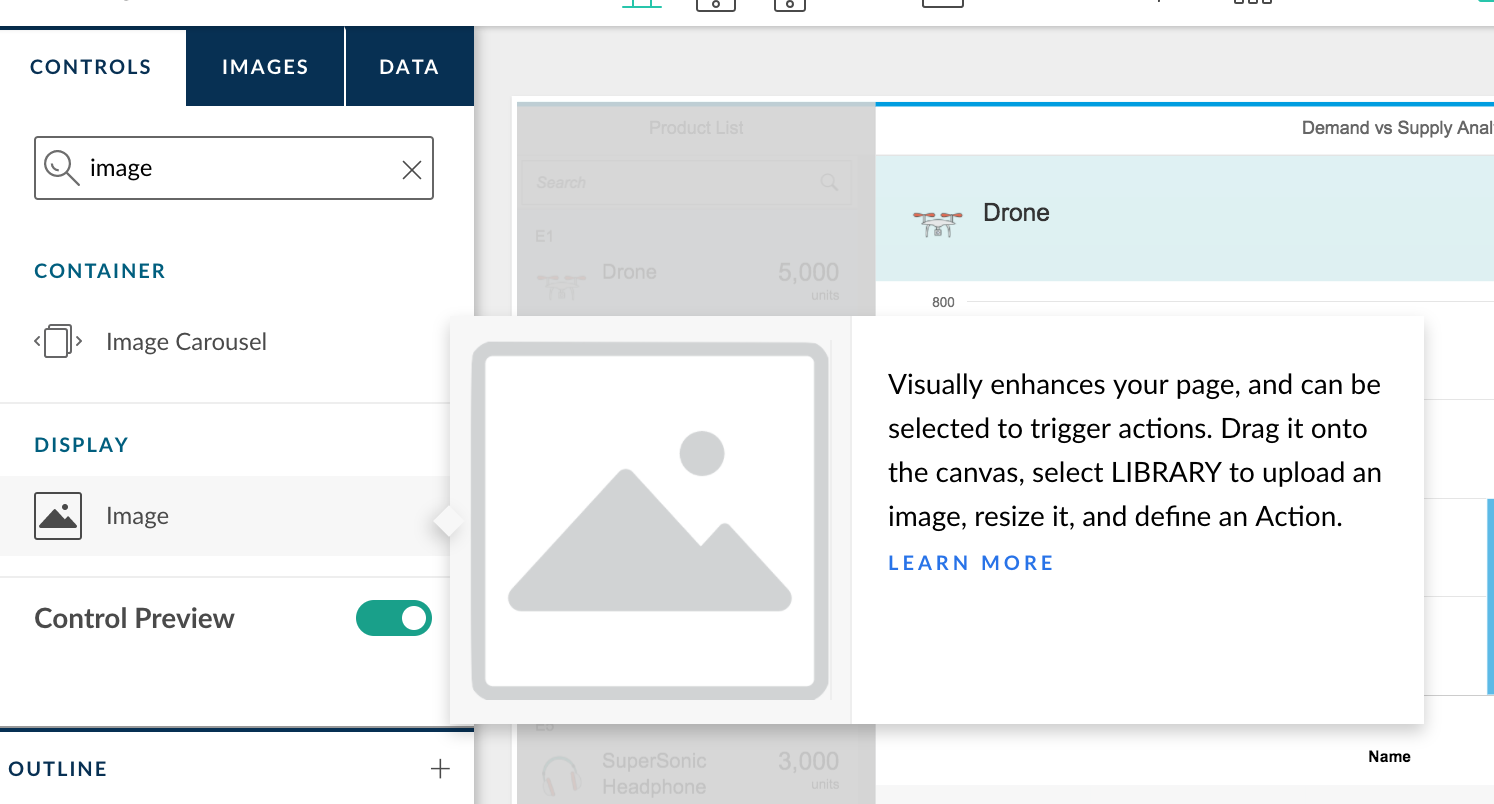 CONTROLS
IMAGES
DATA
image
CONTAINER
Image Carousel
DISPLAY
Image
Control Preview
OUTLINE
Product List
Search
E1
Drone
5,000
units
Demand vs Supply Anal
Drone
800
Visually enhances your page, and can be
selected to trigger actions. Drag it onto
the canvas, select LIBRARY to upload an
image, resize it, and define an Action.
LEARN MORE
SuperSonic
Headphone
3,000
units
Name